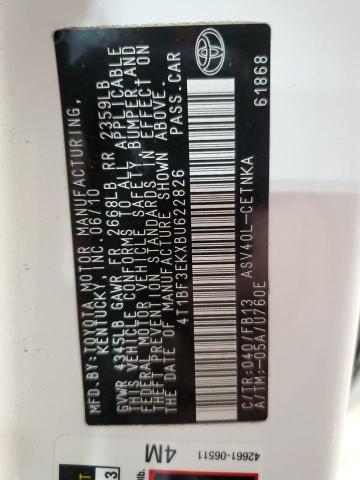 MFD.BY:TOYOTA MOTOR MANUFACTURING,
KENTUCKY, INC. 06/10
GVWR 4345LB GAWR FR 2668LB RR 2359LB
THIS VEHICLE CONFORMS TO ALL APPLICABLE
FEDERAL MOTOR VEHICLE SAFETY, BUMPER, AND
THEFT PREVENTION STANDARDS IN EFFECT ON
THE DATE OF MANUFACTURE SHOWN ABOVE.
4T1BF3EKXBU622826 PASS.CAR
C/TR:040/FB13 ASV40L-CETNKA
A/TM:-05A/U760E 61868
4M 42661-06511